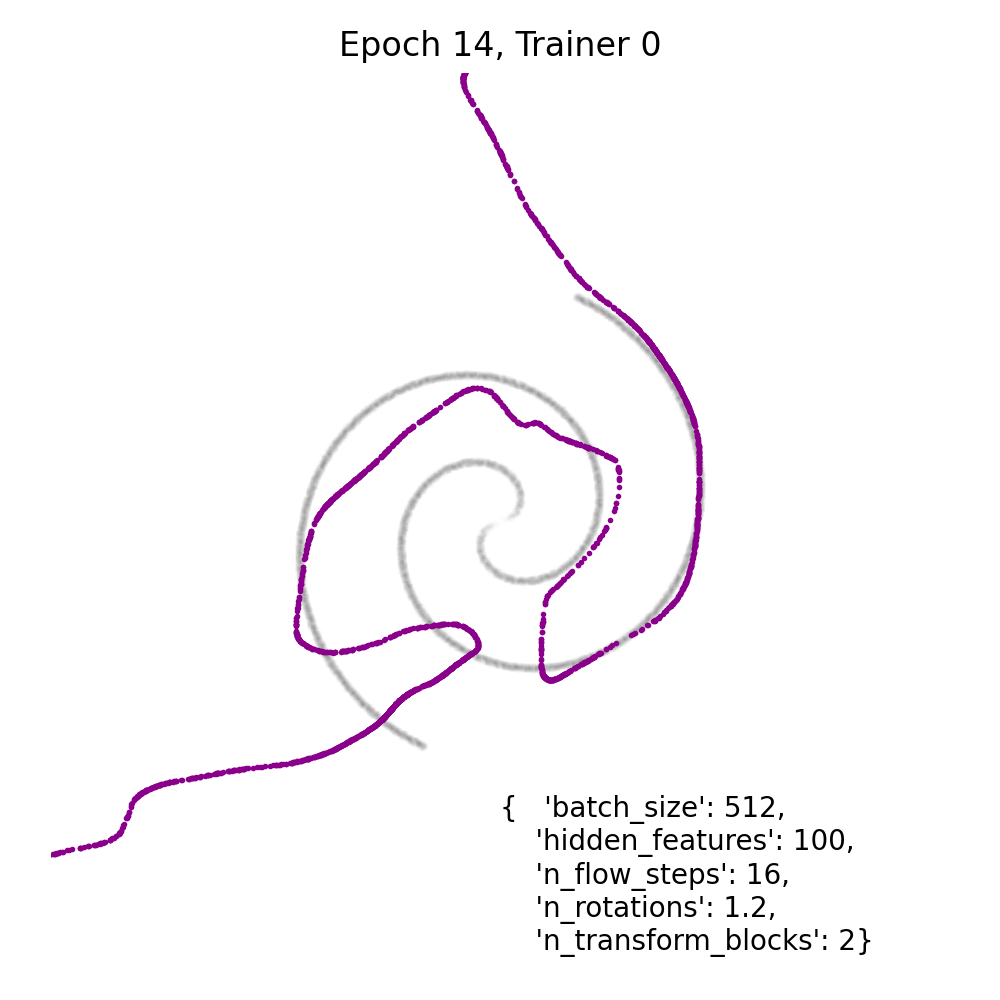 Epoch 14, Trainer 0
{   'batch_size': 512,
'hidden_features': 100,
'n_flow_steps': 16,
'n_rotations': 1.2,
'n_transform_blocks': 2}